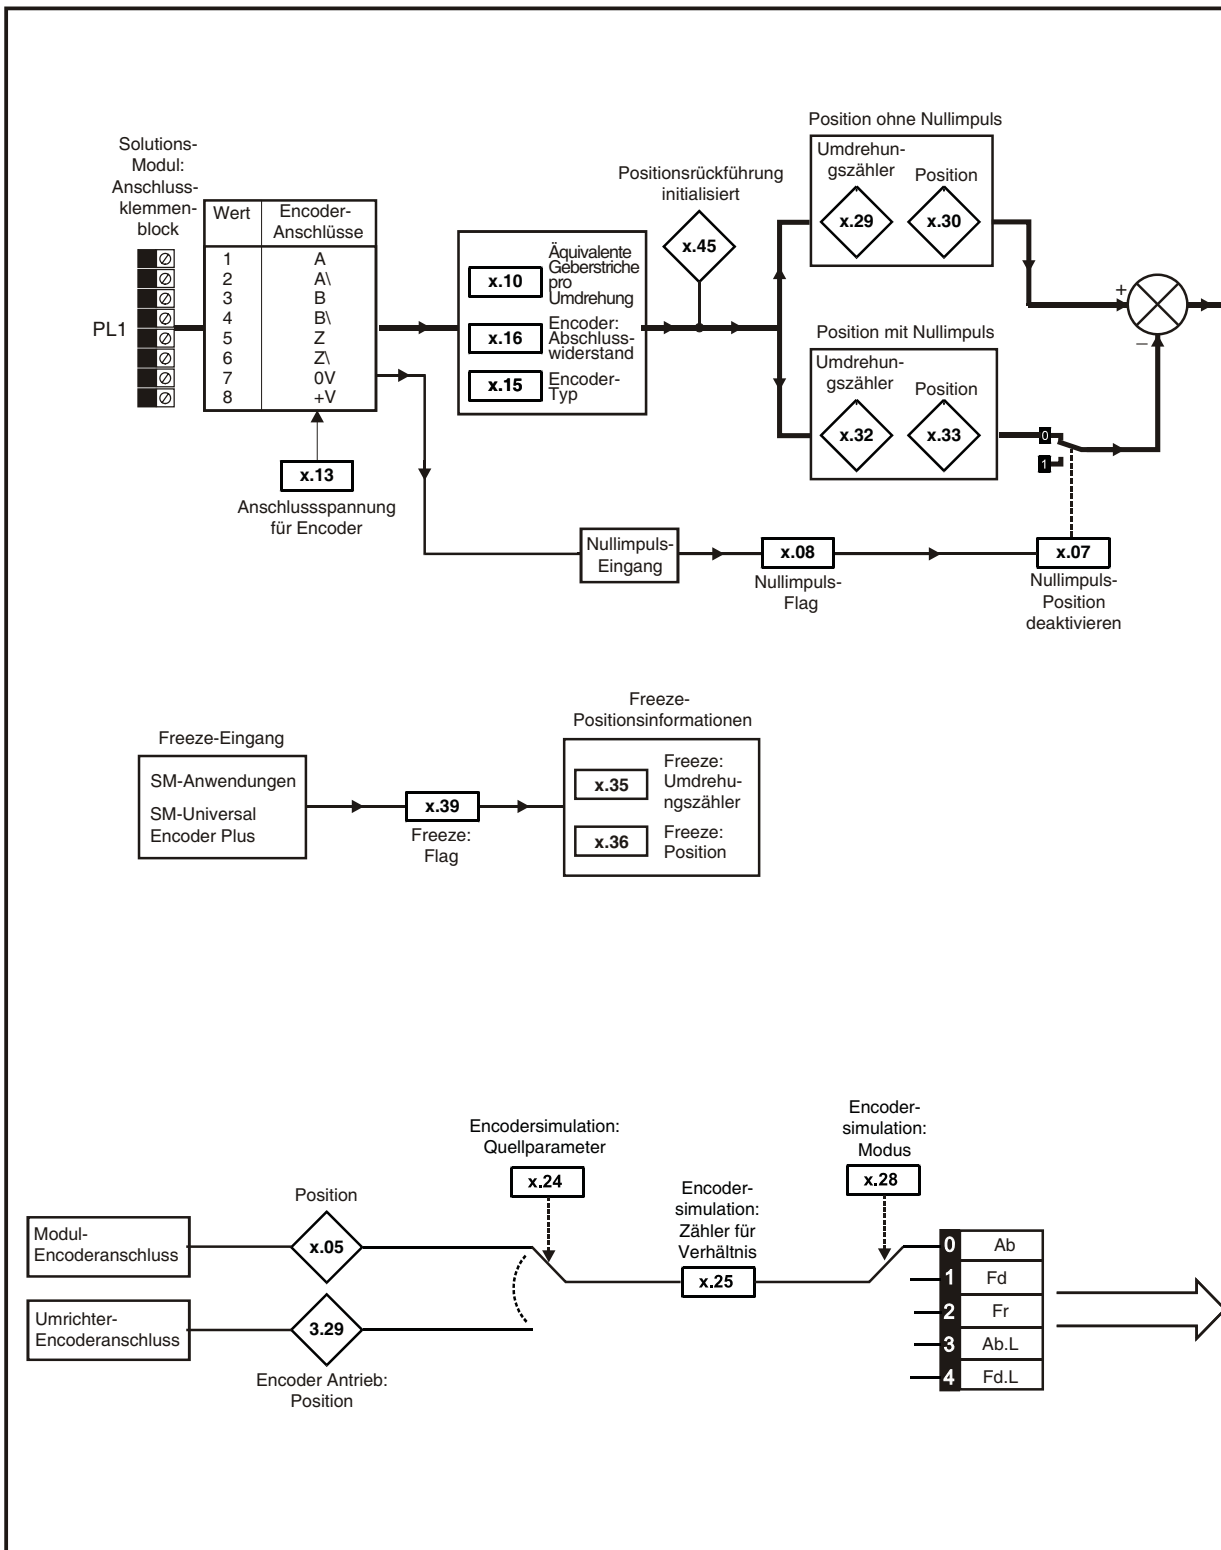 Solutions-
Modul:
Anschluss-
klemmen-
block
PL1
Wert
Encoder-
Anschlüsse
1 A
2 A\
3 B
4 B\
5 Z
6 Z\
7 0V
8 +V
x.13
Anschlussspannung
für Encoder
x.10
Äquivalente
Geberstriche
pro
Umdrehung
x.16
Encoder:
Abschluss-
widerstand
x.15
Encoder-
Typ
Positionsrückführung
initialisiert
x.45
Position ohne Nullimpuls
Umdrehun-
gszähler
Position
x.29
x.30
Position mit Nullimpuls
Umdrehun-
gszähler
Position
x.32
x.33
+
−
0
1
Nullimpuls-
Eingang
x.08
Nullimpuls-
Flag
x.07
Nullimpuls-
Position
deaktivieren
Freeze-Eingang
SM-Anwendungen
SM-Universal
Encoder Plus
x.39
Freeze:
Flag
Freeze-
Positionsinformationen
x.35
Freeze:
Umdrehu-
ngszähler
x.36
Freeze:
Position
Modul-
Encoderanschluss
Position
x.05
Umrichter-
Encoderanschluss
3.29
Encoder Antrieb:
Position
Encodersimulation:
Quellparameter
x.24
Encoder-
simulation:
Zähler für
Verhältnis
x.25
Encoder-
simulation:
Modus
x.28
0 Ab
1 Fd
2 Fr
3 Ab.L
4 Fd.L